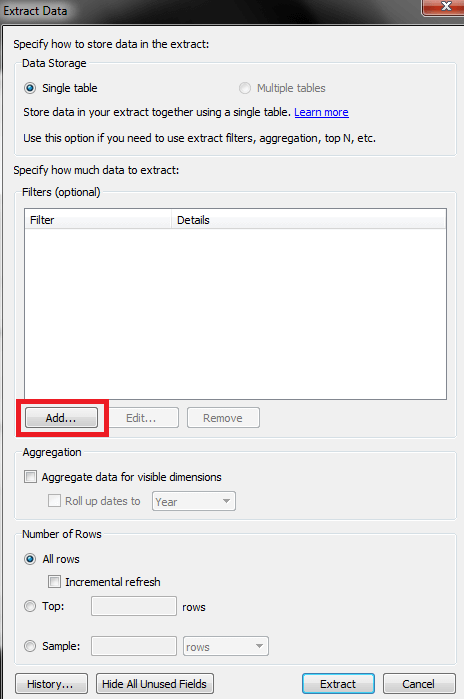 Extract Data
Specify how to store data in the extract:
Data Storage
Single table Multiple tables
Store data in your extract together using a single table. Learn more
Use this option if you need to use extract filters, aggregation, top N, etc.
Specify how much data to extract:
Filters (optional)
Filter Details
Add... Edit... Remove
Aggregation
Aggregate data for visible dimensions
Roll up dates to Year
Number of Rows
All rows
Incremental refresh
Top: rows
Sample: rows
History... Hide All Unused Fields Extract Cancel